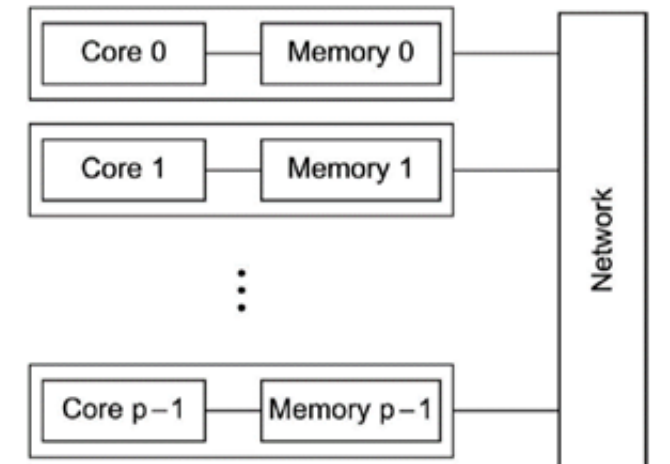 Core 0
Memory 0
Core 1
Memory 1
Network
Core p−1
Memory p−1